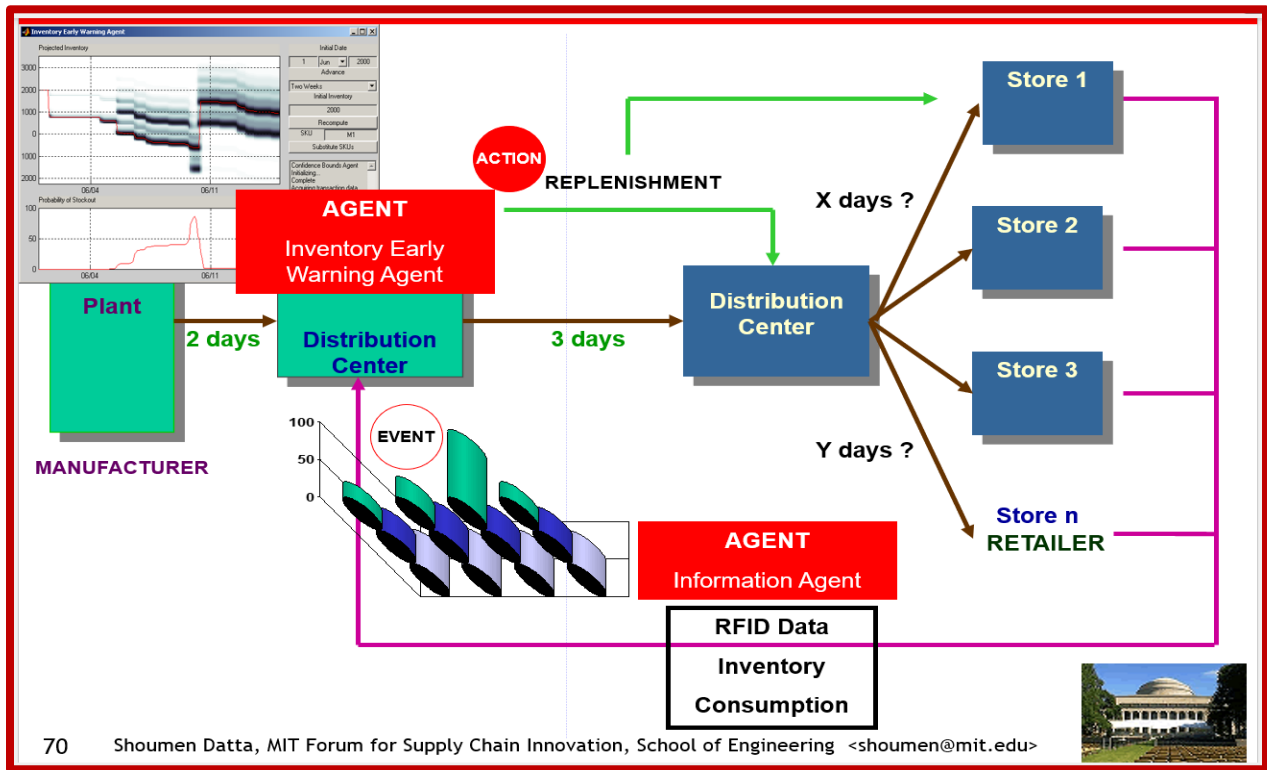 Inventory Early Warning Agent
Projected Inventory
3000
2000
1000
0
1000
2000
06/04
06/11
Probability of Stockout
100
50
0
06/04
06/11
Initial Date
1 Jun 2000
Advance
Two Weeks
Initial Inventory
2000
Recompute
SKU M1
Substitute SKUs
Confidence Bounds Agent
Initializing...
Complete
Acquiring transaction data
ACTION
REPLENISHMENT
AGENT
Inventory Early
Warning Agent
Plant
2 days
Distribution
Center
3 days
Distribution
Center
X days ?
Y days ?
Store 1
Store 2
Store 3
Store n
RETAILER
MANUFACTURER
EVENT
100
50
0
AGENT
Information Agent
RFID Data
Inventory
Consumption
70 Shoumen Datta, MIT Forum for Supply Chain Innovation, School of Engineering <shoumen@mit.edu>